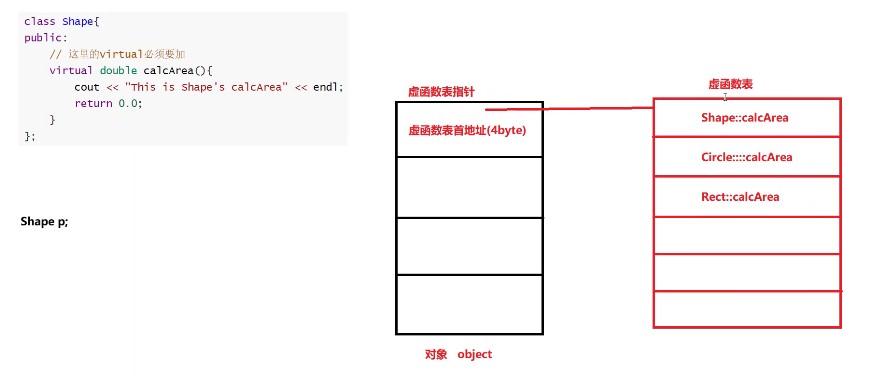 class Shape{
public:
// 这里的virtual必须要加
virtual double calcArea(){
cout << "This is Shape's calcArea" << endl;
return 0.0;
}
};
Shape p;
虚函数表指针
虚函数表首地址(4byte)
对象 object
虚函数表
Shape::calcArea
Circle::::calcArea
Rect::calcArea